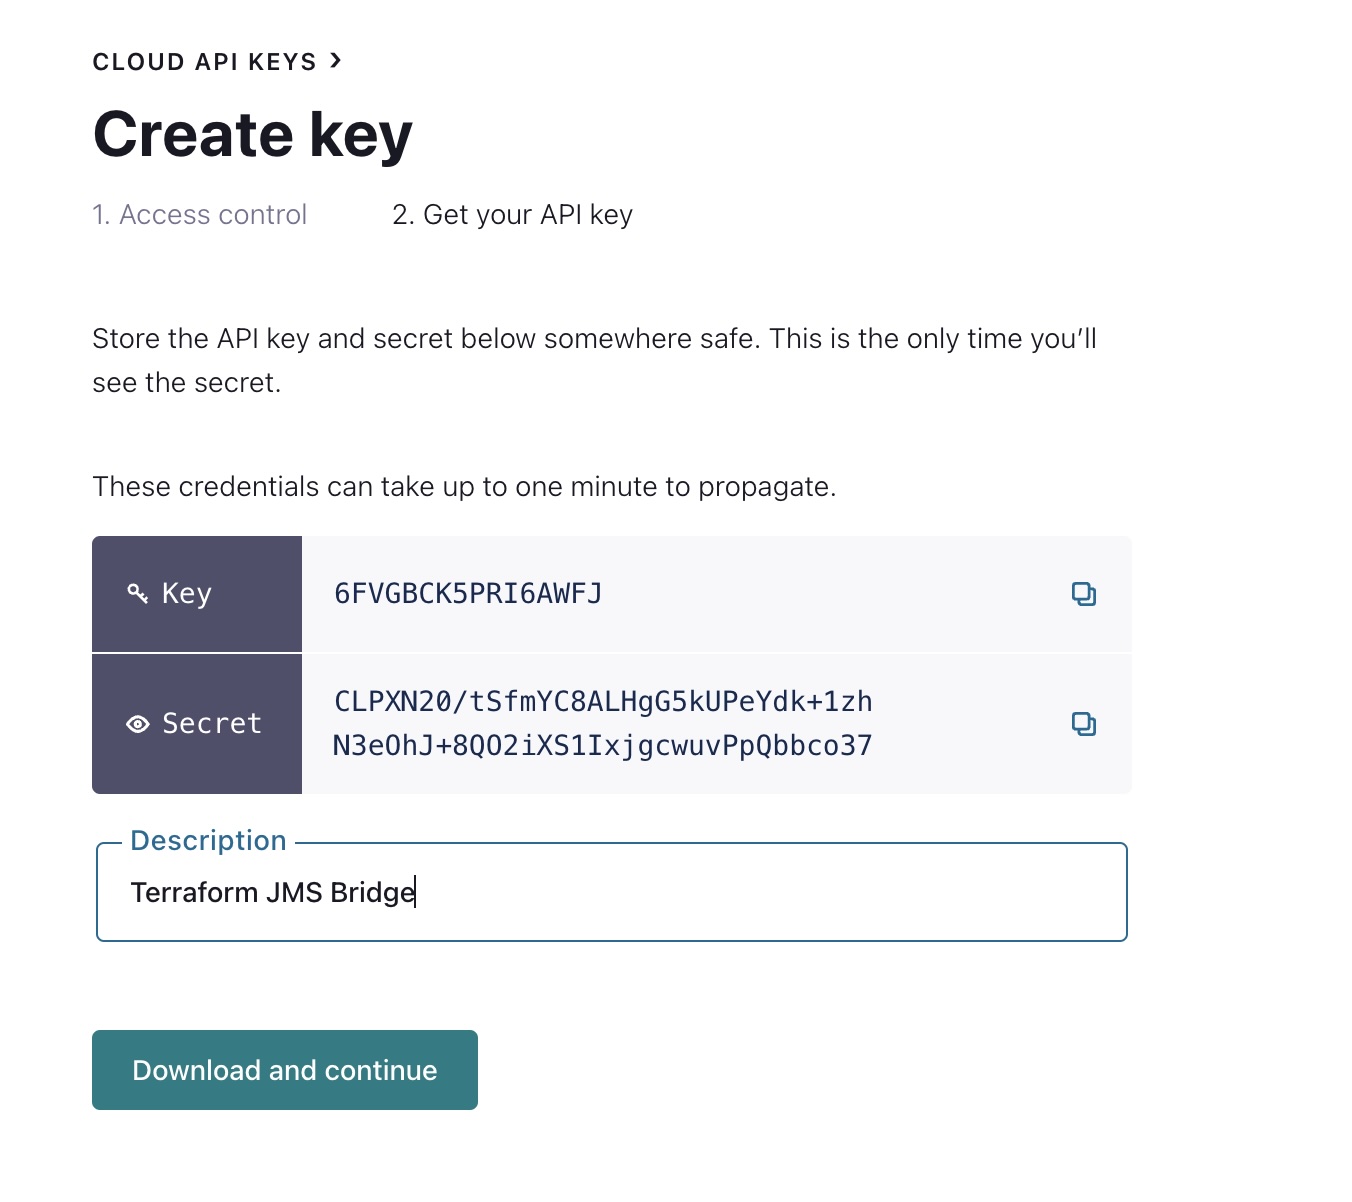 CLOUD API KEYS >
Create key
1. Access control 2. Get your API key
Store the API key and secret below somewhere safe. This is the only time you’ll
see the secret.
These credentials can take up to one minute to propagate.
Key 6FVGBCK5PRI6AWFJ
Secret CLPXN20/tSfmYC8ALHgG5kUPeYdk+1zh
N3eOhJ+8QO2iXS1IxjgcwuvPpQbbco37
Description
Terraform JMS Bridge
Download and continue